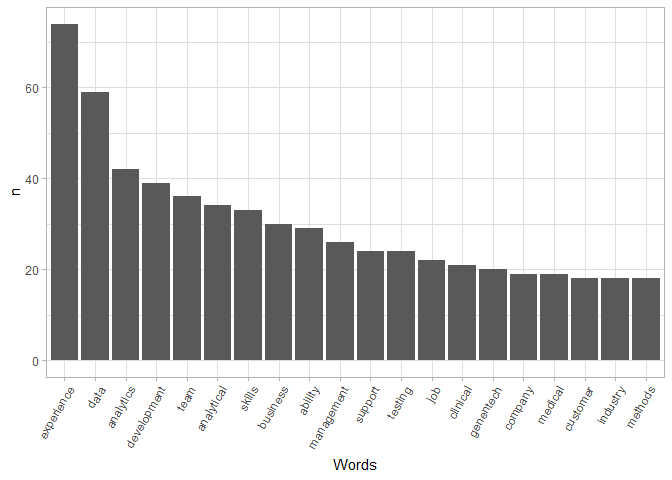 60
40
20
0
n
experience
data
analytics
development
team
analytical
skills
business
ability
management
support
testing
job
clinical
genentech
company
medical
customer
industry
methods
Words